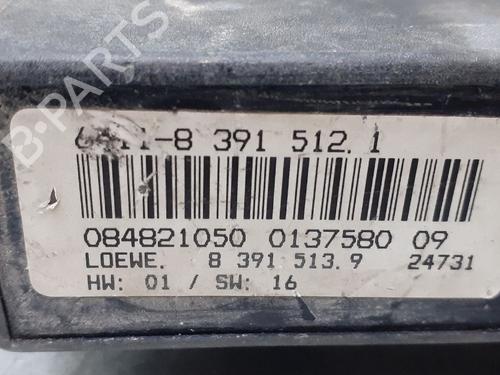 B-PARTS
8 391 512. 1
084821050 0137580 09
LOEWE. 8 391 513.9 24731
HW: 01 / SW: 16